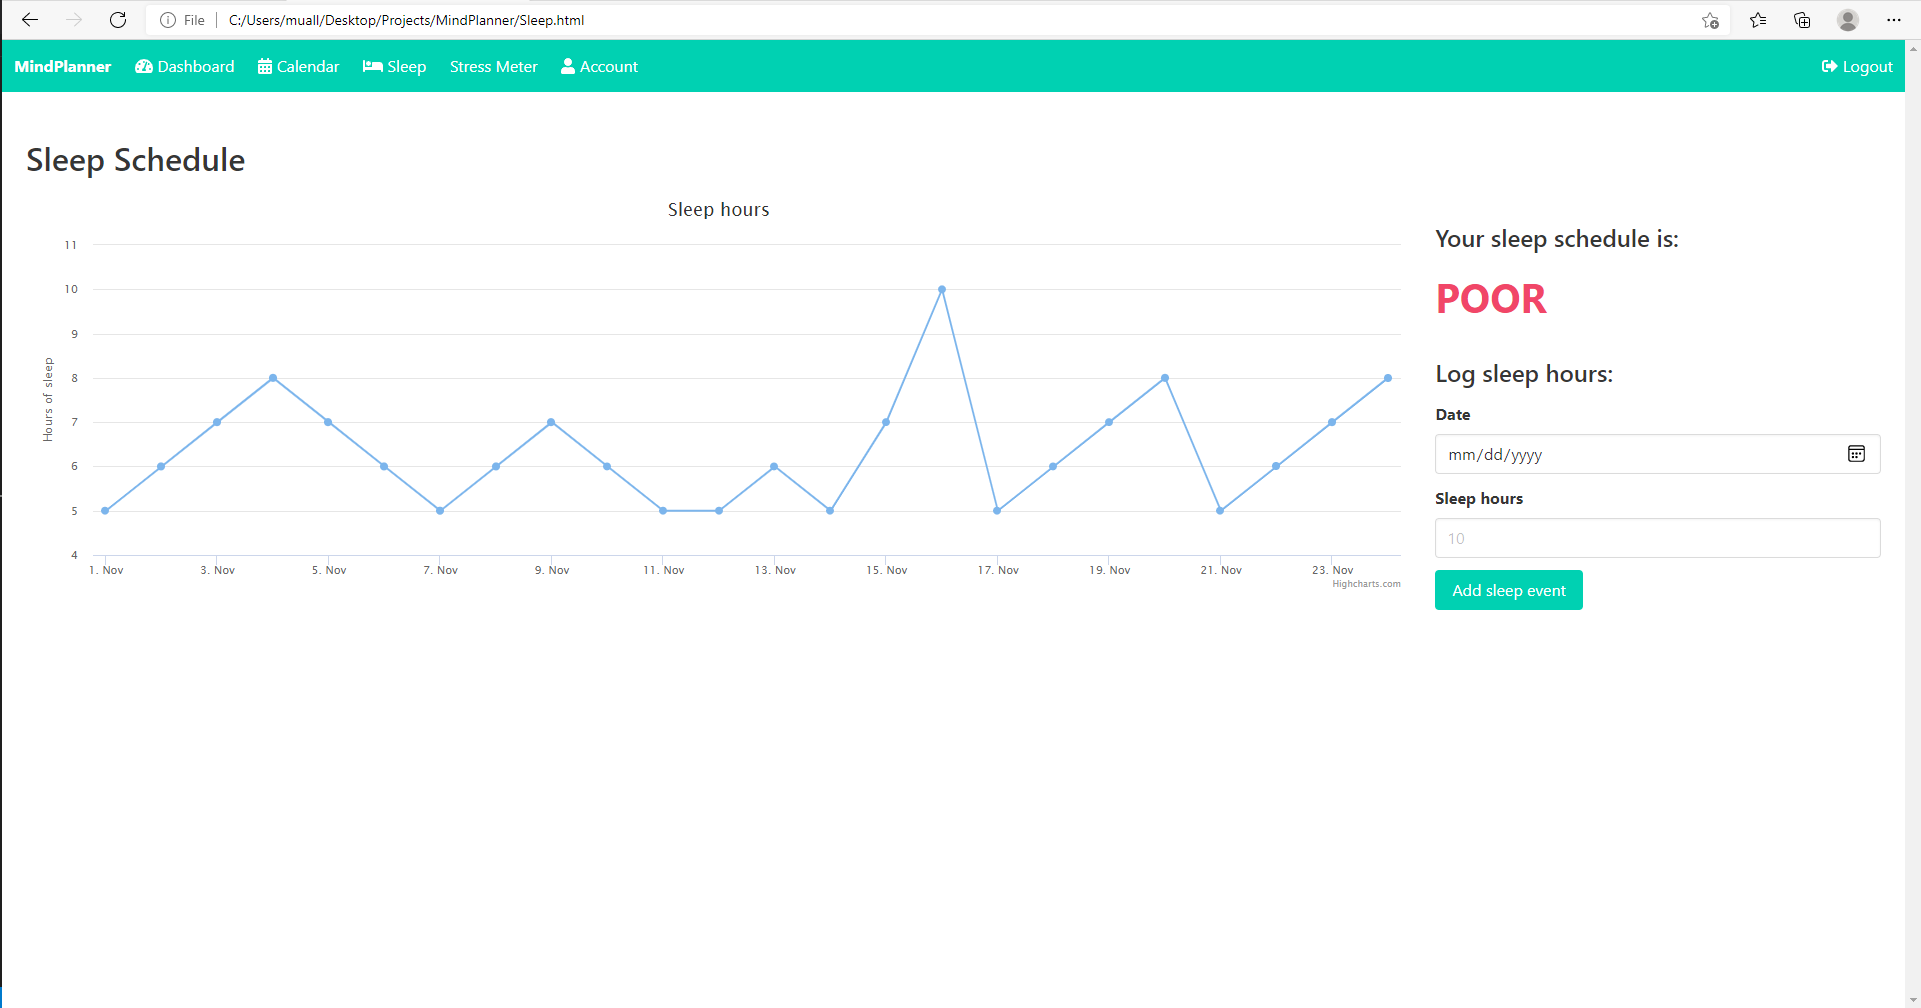 File C:/Users/muall/Desktop/Projects/MindPlanner/Sleep.html
MindPlanner Dashboard Calendar Sleep Stress Meter Account Logout
Sleep Schedule
Sleep hours
Hours of sleep
11
10
9
8
7
6
5
4
1. Nov 3. Nov 5. Nov 7. Nov 9. Nov 11. Nov 13. Nov 15. Nov 17. Nov 19. Nov 21. Nov 23. Nov
Highcharts.com
Your sleep schedule is:
POOR
Log sleep hours:
Date
mm/dd/yyyy
Sleep hours
10
Add sleep event